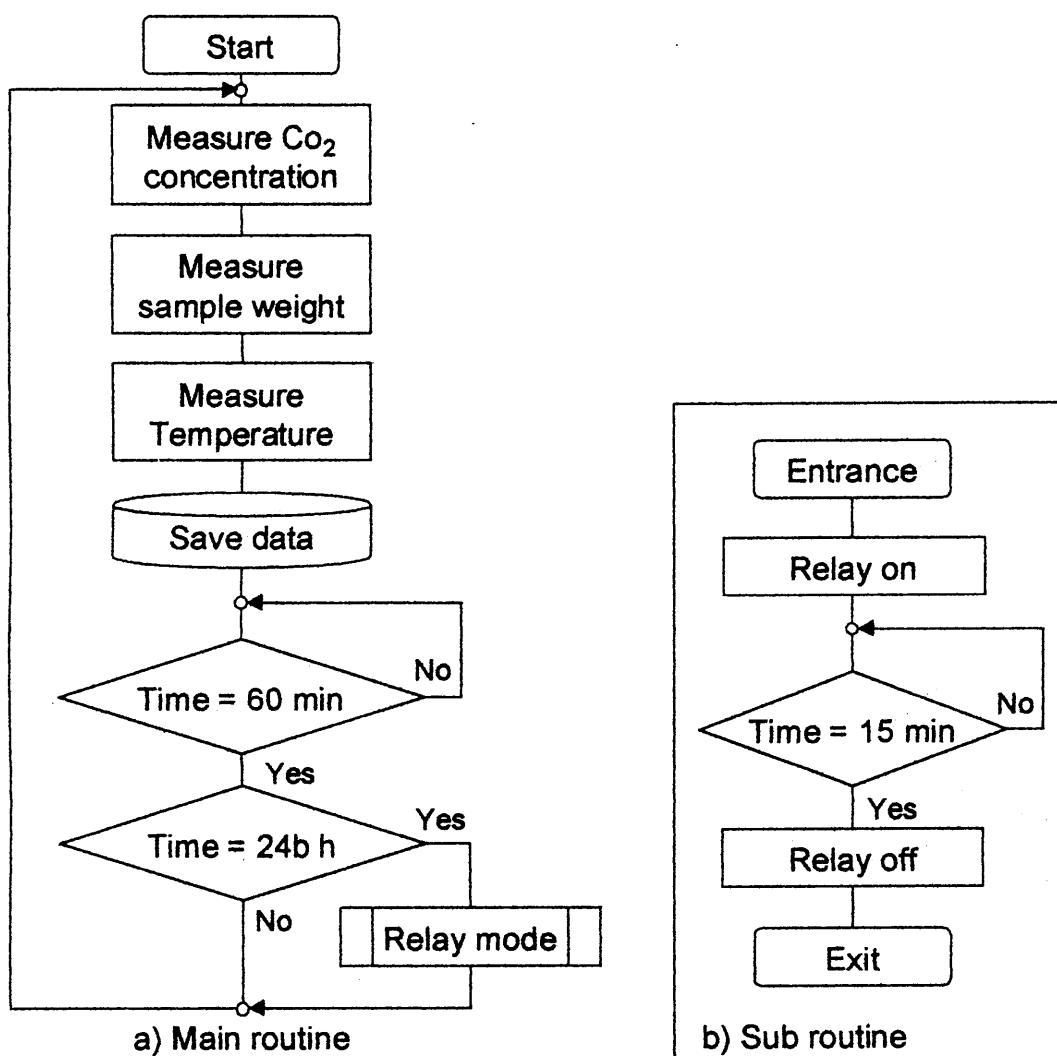 Start
Measure Co₂
concentration
Measure
sample weight
Measure
Temperature
Save data
No
Time = 60 min
Yes
Time = 24b h
Yes
No
Relay mode
a) Main routine
Entrance
Relay on
No
Time = 15 min
Yes
Relay off
Exit
b) Sub routine